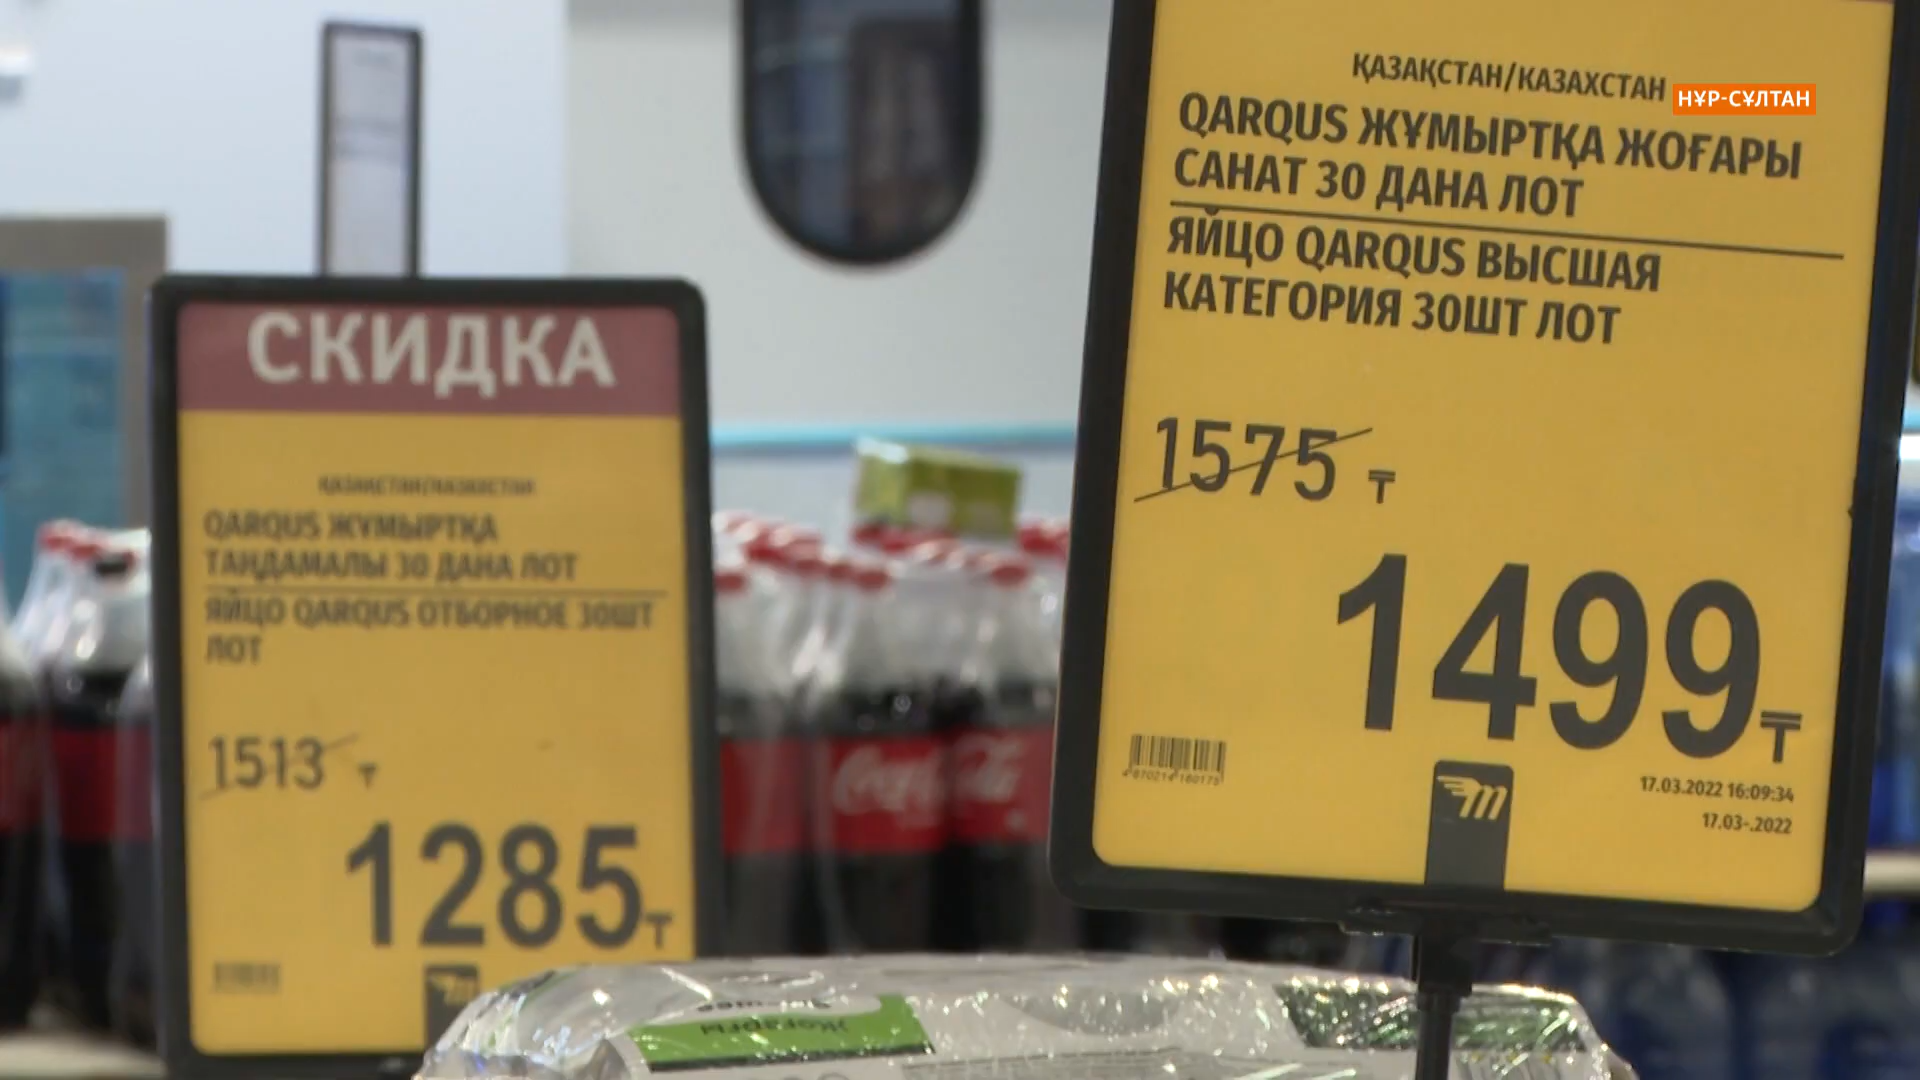 СКИДКА
ҚАЗАҚСТАН/КАЗАХСТАН
QARQUS ЖҰМЫРТҚА
ТАҢДАМАЛЫ 30 ДАНА ЛОТ
ЯЙЦО QARQUS ОТБОРНОЕ 30ШТ
ЛОТ
1513 ₸
1285₸
ҚАЗАҚСТАН/КАЗАХСТАН
НҰР-СҰЛТАН
QARQUS ЖҰМЫРТҚА ЖОҒАРЫ
САНАТ 30 ДАНА ЛОТ
ЯЙЦО QARQUS ВЫСШАЯ
КАТЕГОРИЯ 30ШТ ЛОТ
1575 ₸
1499₸
4870214160173
17.03.2022 16:09:34
17.03-.2022
m
Coca
Жоғарғы